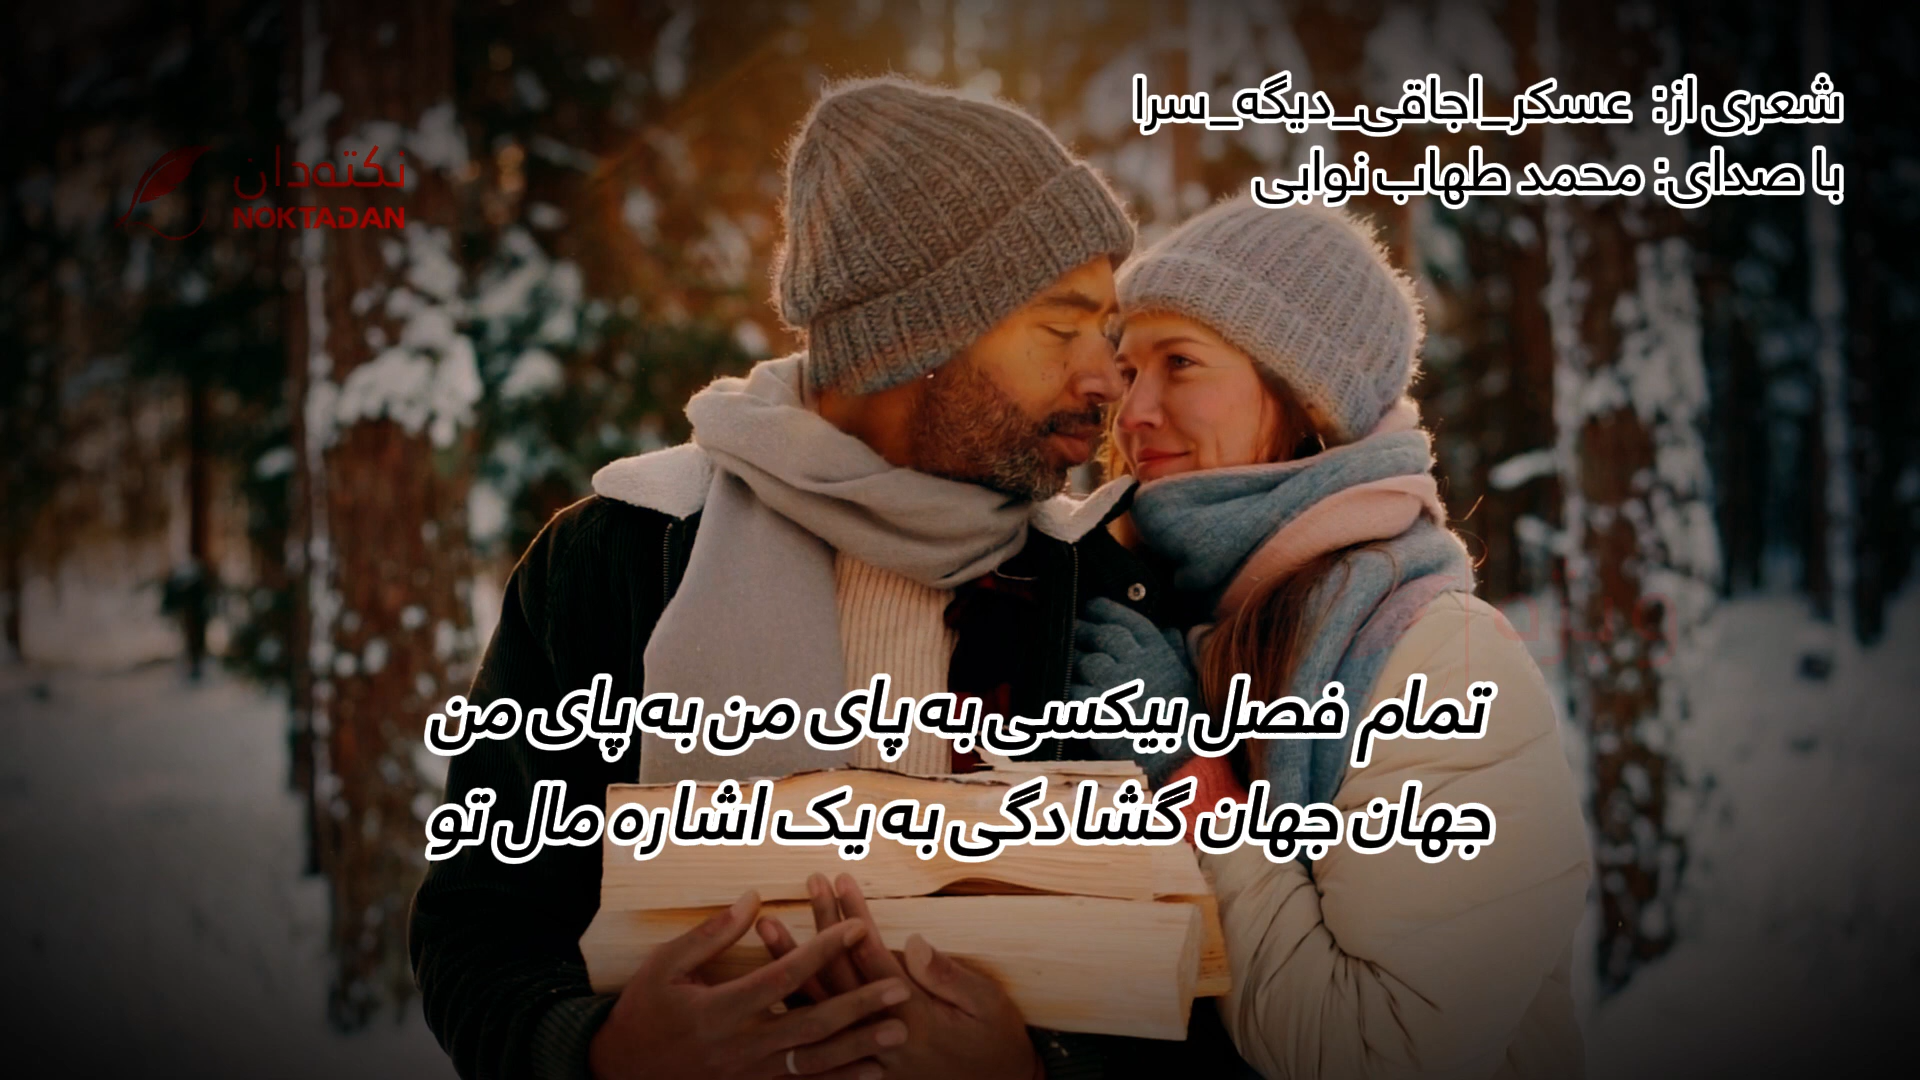 شعری از: عسکر_اجاقی_دیگه_سرا
با صدای: محمد طهاب نوابی
نکته‌دان
NOKTADAN
تمام فصل بیکسی به پای من به پای من
جهان جهان گشادگی به یک اشاره مال تو